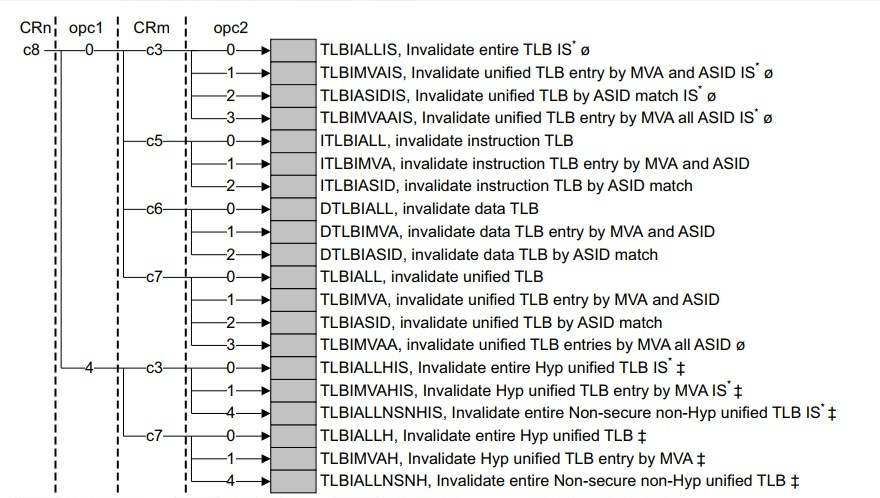 CRn opc1 CRm opc2
c8 0 c3 0 TLBIALLIS, Invalidate entire TLB IS* ø
1 TLBIMVAIS, Invalidate unified TLB entry by MVA and ASID IS* ø
2 TLBIASIDIS, Invalidate unified TLB by ASID match IS* ø
3 TLBIMVAAIS, Invalidate unified TLB entry by MVA all ASID IS* ø
c5 0 ITLBIALL, invalidate instruction TLB
1 ITLBIMVA, invalidate instruction TLB entry by MVA and ASID
2 ITLBIASID, invalidate instruction TLB by ASID match
c6 0 DTLBIALL, invalidate data TLB
1 DTLBIMVA, invalidate data TLB entry by MVA and ASID
2 DTLBIASID, invalidate data TLB by ASID match
c7 0 TLBIALL, invalidate unified TLB
1 TLBIMVA, invalidate unified TLB entry by MVA and ASID
2 TLBIASID, invalidate unified TLB by ASID match
3 TLBIMVAA, invalidate unified TLB entries by MVA all ASID ø
4 c3 0 TLBIALLHIS, Invalidate entire Hyp unified TLB IS* ‡
1 TLBIMVAHIS, Invalidate Hyp unified TLB entry by MVA IS* ‡
4 TLBIALLNSNHIS, Invalidate entire Non-secure non-Hyp unified TLB IS* ‡
c7 0 TLBIALLH, Invalidate entire Hyp unified TLB ‡
1 TLBIMVAH, Invalidate Hyp unified TLB entry by MVA ‡
4 TLBIALLNSNH, Invalidate entire Non-secure non-Hyp unified TLB ‡